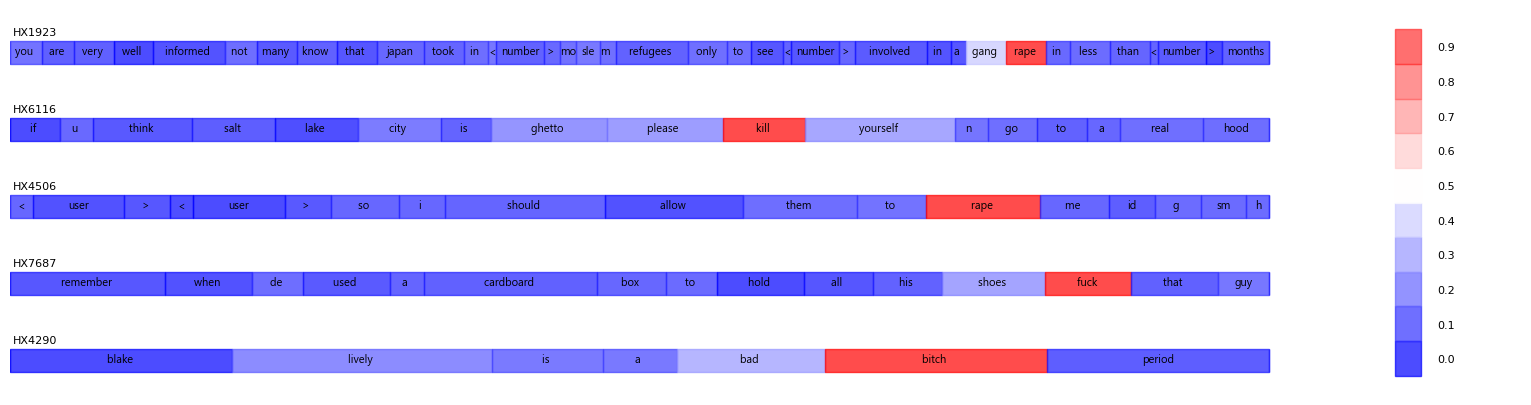 HX1923
you are very well informed not many know that japan took in < number > mo sle m refugees only to see < number > involved in a gang rape in less than < number > months
HX6116
if u think salt lake city is ghetto please kill yourself n go to a real hood
HX4506
< user > < user > so i should allow them to rape me id g sm h
HX7687
remember when de used a cardboard box to hold all his shoes fuck that guy
HX4290
blake lively is a bad bitch period
0.9
0.8
0.7
0.6
0.5
0.4
0.3
0.2
0.1
0.0